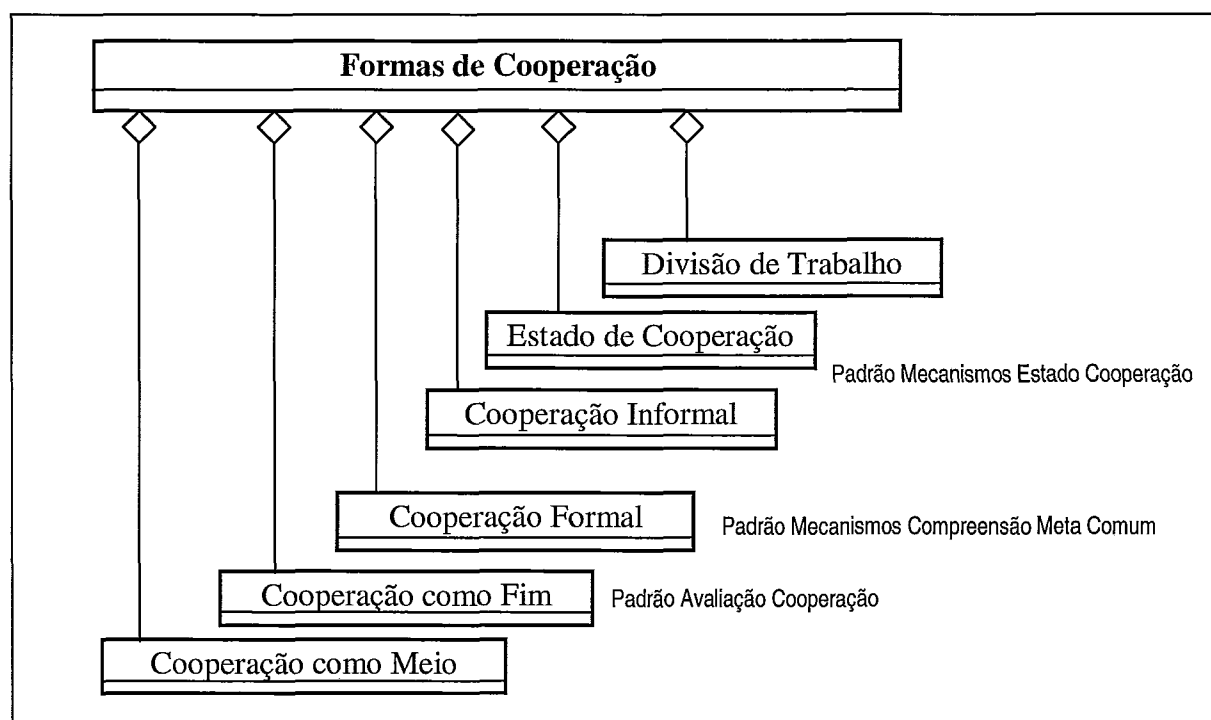 Formas de Cooperação
Divisão de Trabalho
Estado de Cooperação
Padrão Mecanismos Estado Cooperação
Cooperação Informal
Cooperação Formal
Padrão Mecanismos Compreensão Meta Comum
Cooperação como Fim
Padrão Avaliação Cooperação
Cooperação como Meio